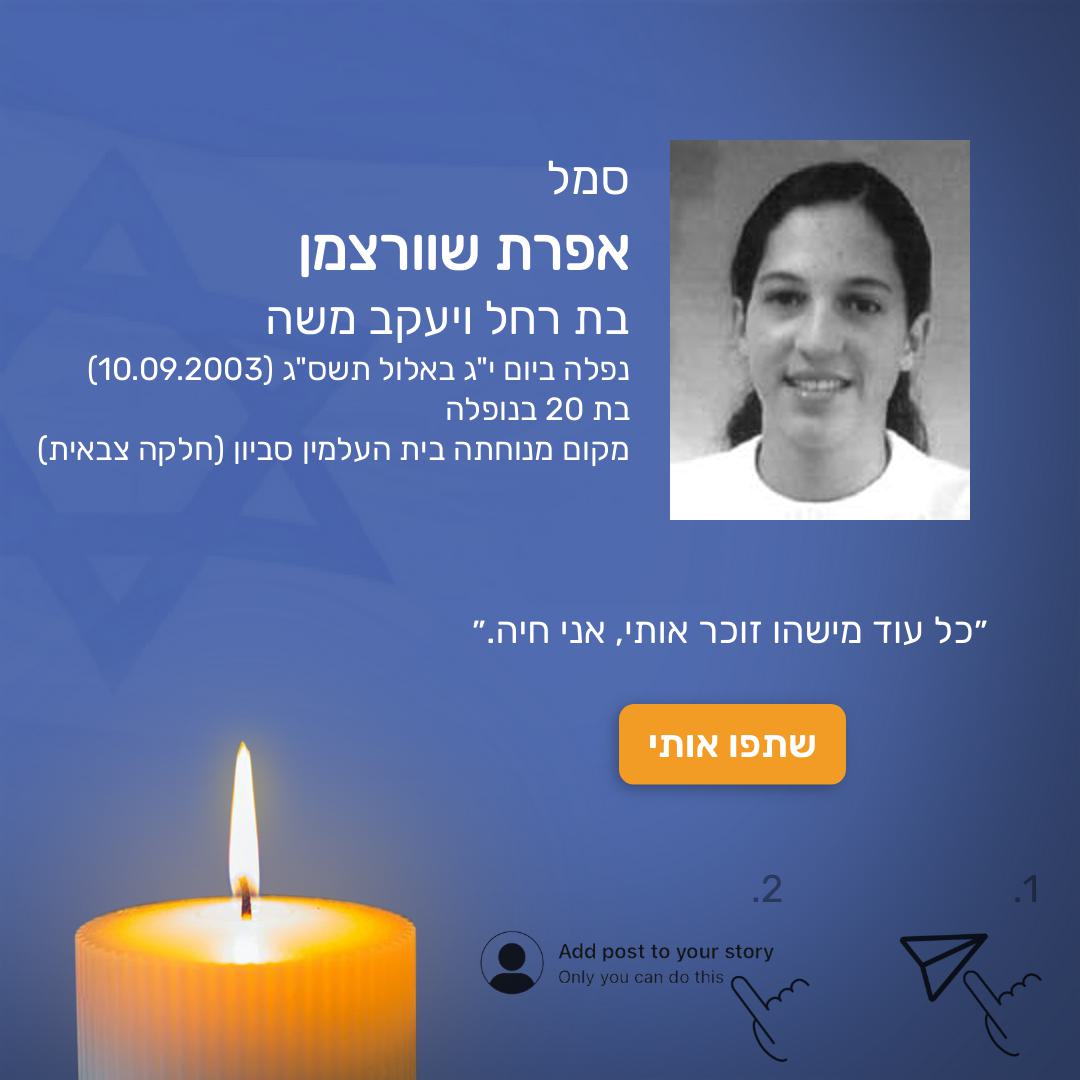 סמל
אפרת שוורצמן
בת רחל ויעקב משה
נפלה ביום י"ג באלול תשס"ג (10.09.2003)
בת 20 בנופלה
מקום מנוחתה בית העלמין סביון (חלקה צבאית)
״כל עוד מישהו זוכר אותי, אני חיה.״
שתפו אותי
.1
.2
Add post to your story
Only you can do this